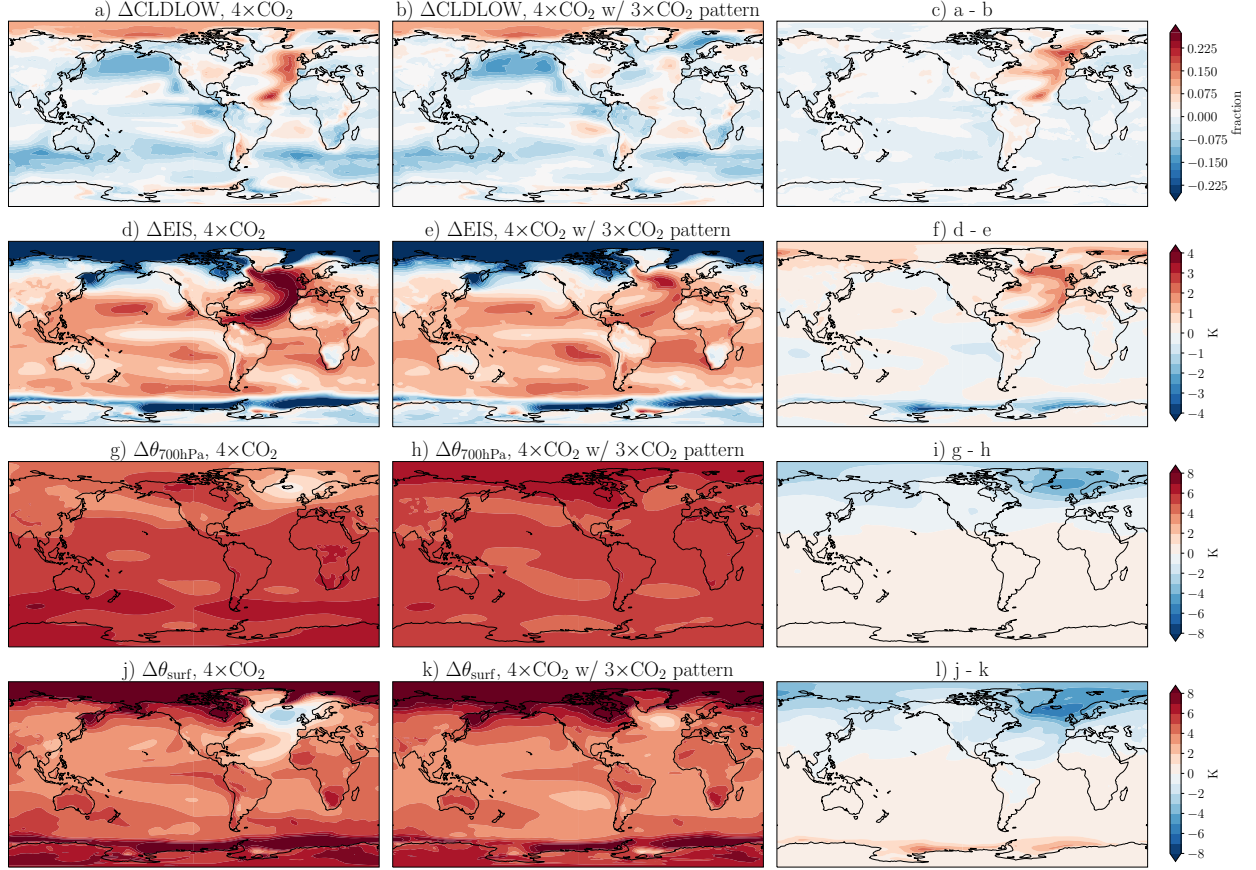 a) ΔCLDLOW, 4×CO₂
b) ΔCLDLOW, 4×CO₂ w/ 3×CO₂ pattern
c) a - b
0.225
0.150
0.075
0.000
−0.075
−0.150
−0.225
fraction
d) ΔEIS, 4×CO₂
e) ΔEIS, 4×CO₂ w/ 3×CO₂ pattern
f) d - e
4
3
2
1
0
−1
−2
−3
−4
K
g) Δθ₇₀₀ₕPₐ, 4×CO₂
h) Δθ₇₀₀ₕPₐ, 4×CO₂ w/ 3×CO₂ pattern
i) g - h
8
6
4
2
0
−2
−4
−6
−8
K
j) Δθsurf, 4×CO₂
k) Δθsurf, 4×CO₂ w/ 3×CO₂ pattern
l) j - k
8
6
4
2
0
−2
−4
−6
−8
K